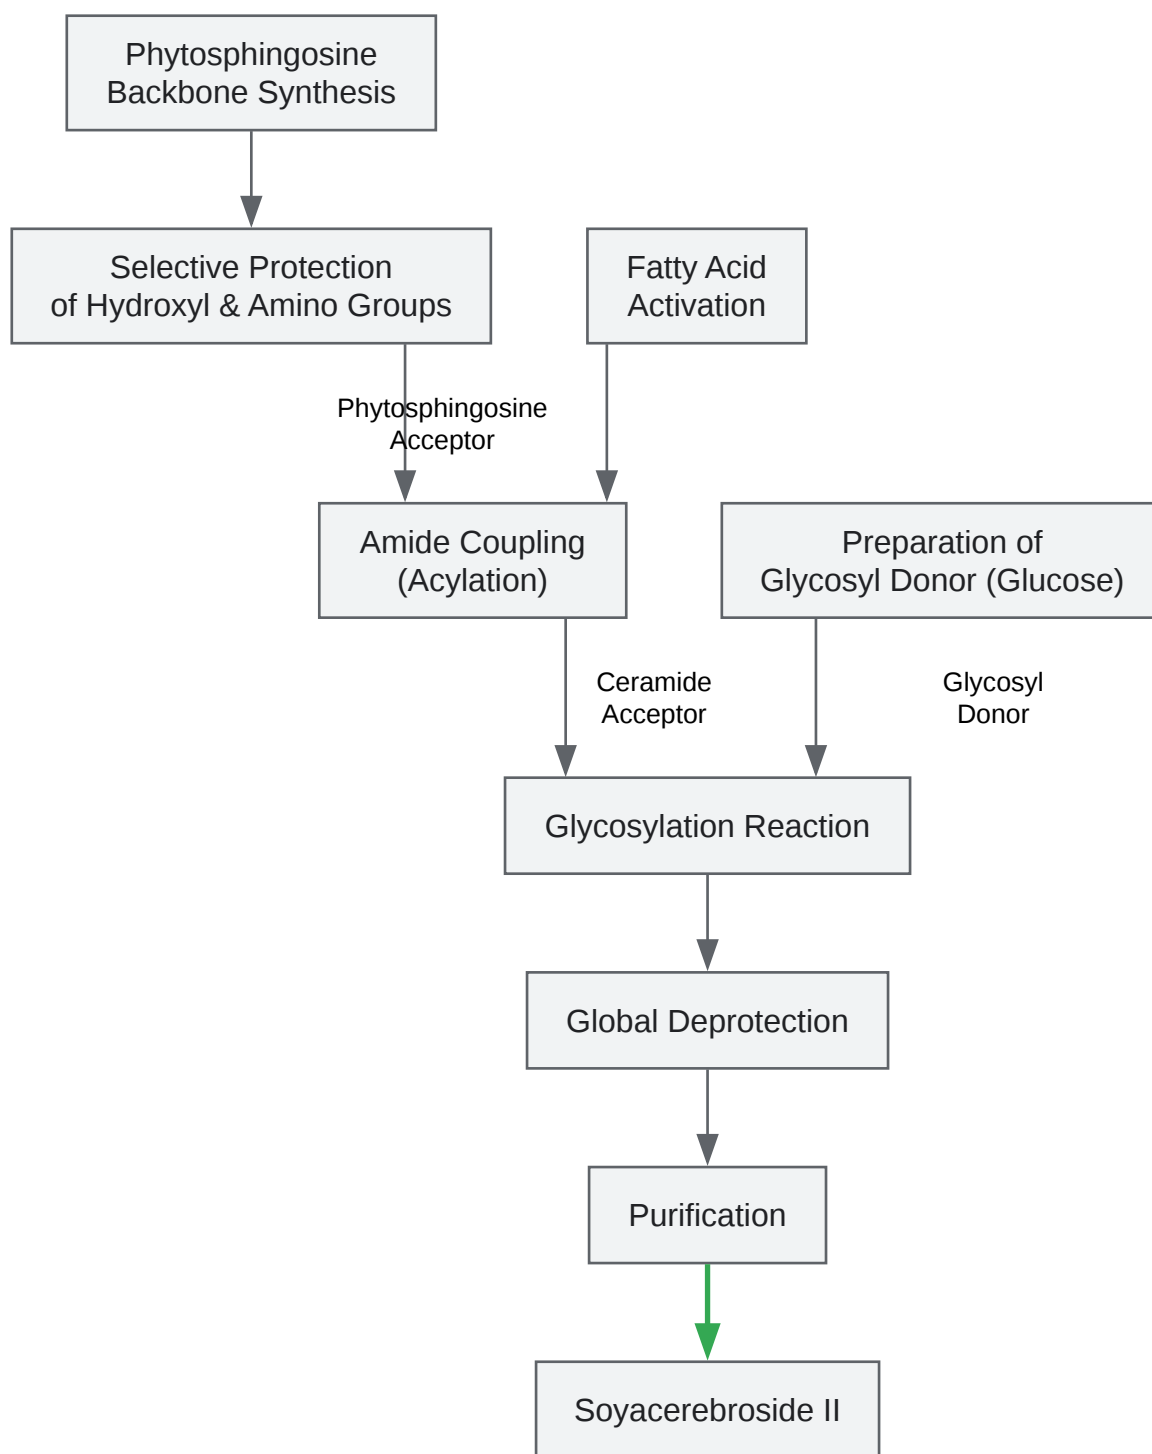 Phytosphingosine
Backbone Synthesis
Selective Protection
of Hydroxyl & Amino Groups
Fatty Acid
Activation
Phytosphingosine
Acceptor
Amide Coupling
(Acylation)
Preparation of
Glycosyl Donor (Glucose)
Ceramide
Acceptor
Glycosyl
Donor
Glycosylation Reaction
Global Deprotection
Purification
Soyacerebroside II